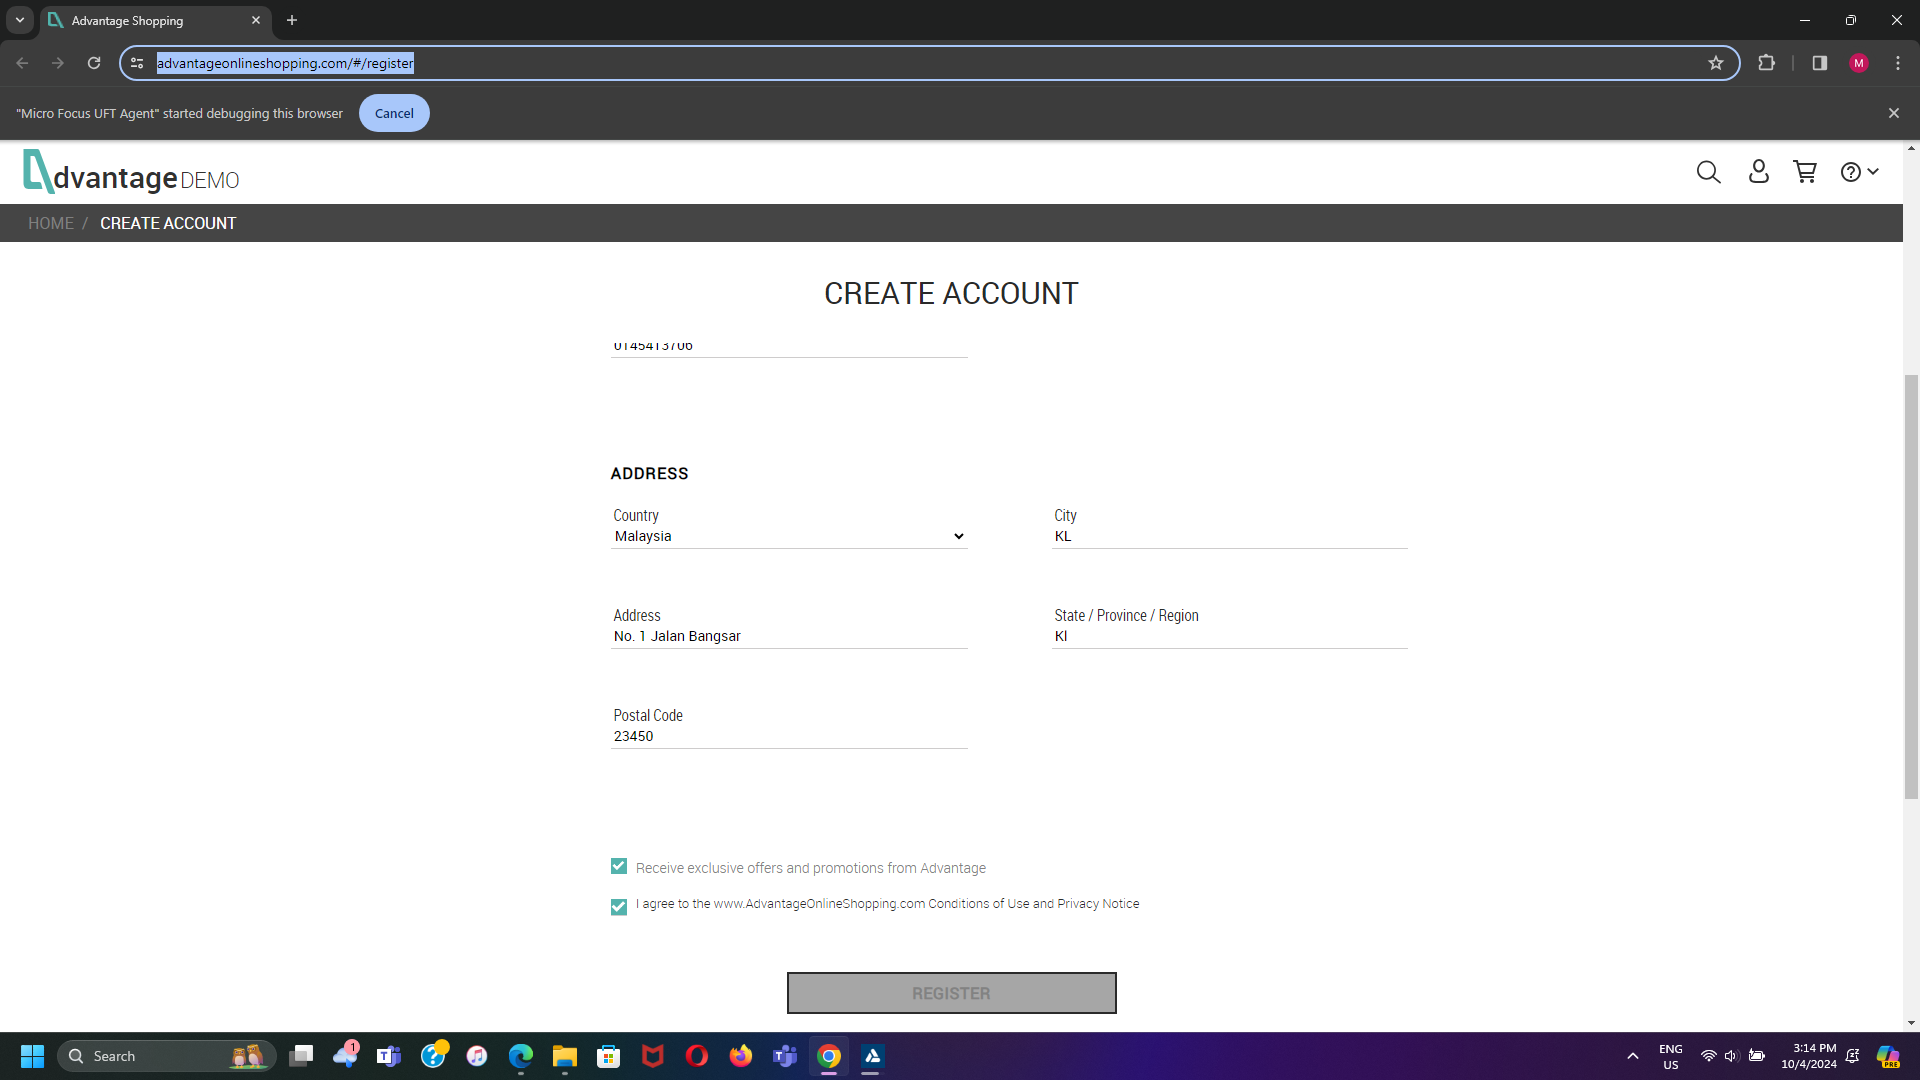 Advantage Shopping
advantageonlineshopping.com/#/register
M
"Micro Focus UFT Agent" started debugging this browser
Cancel
dvantage DEMO
HOME / CREATE ACCOUNT
CREATE ACCOUNT
0145413706
ADDRESS
Country
Malaysia
City
KL
Address
No. 1 Jalan Bangsar
State / Province / Region
Kl
Postal Code
23450
Receive exclusive offers and promotions from Advantage
I agree to the www.AdvantageOnlineShopping.com Conditions of Use and Privacy Notice
REGISTER
Search
1
ENG
US
3:14 PM
10/4/2024
PRE